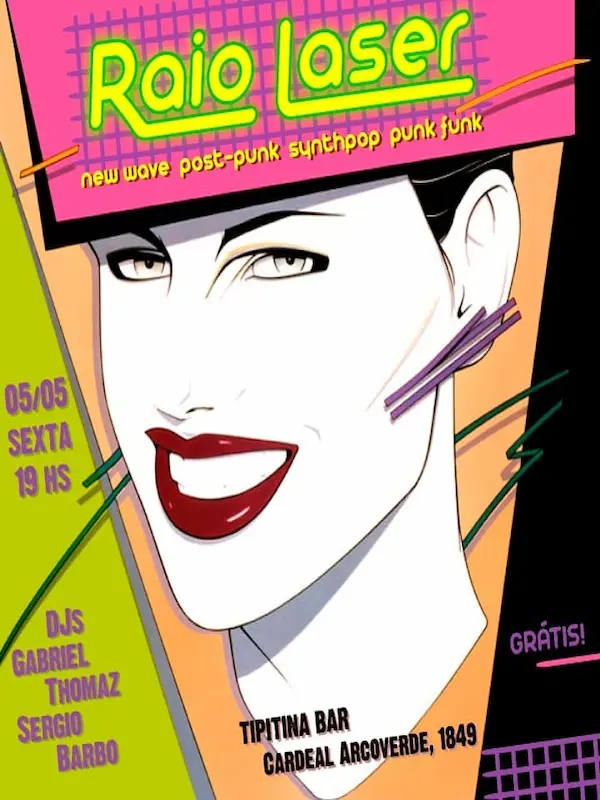 Raio Laser
new wave post-punk synthpop punk funk
05/05
SEXTA
19 HS
DJS
GABRIEL
THOMAZ
SERGIO
BARBO
GRÁTIS!
TIPITINA BAR
CARDEAL ARCOVERDE, 1849